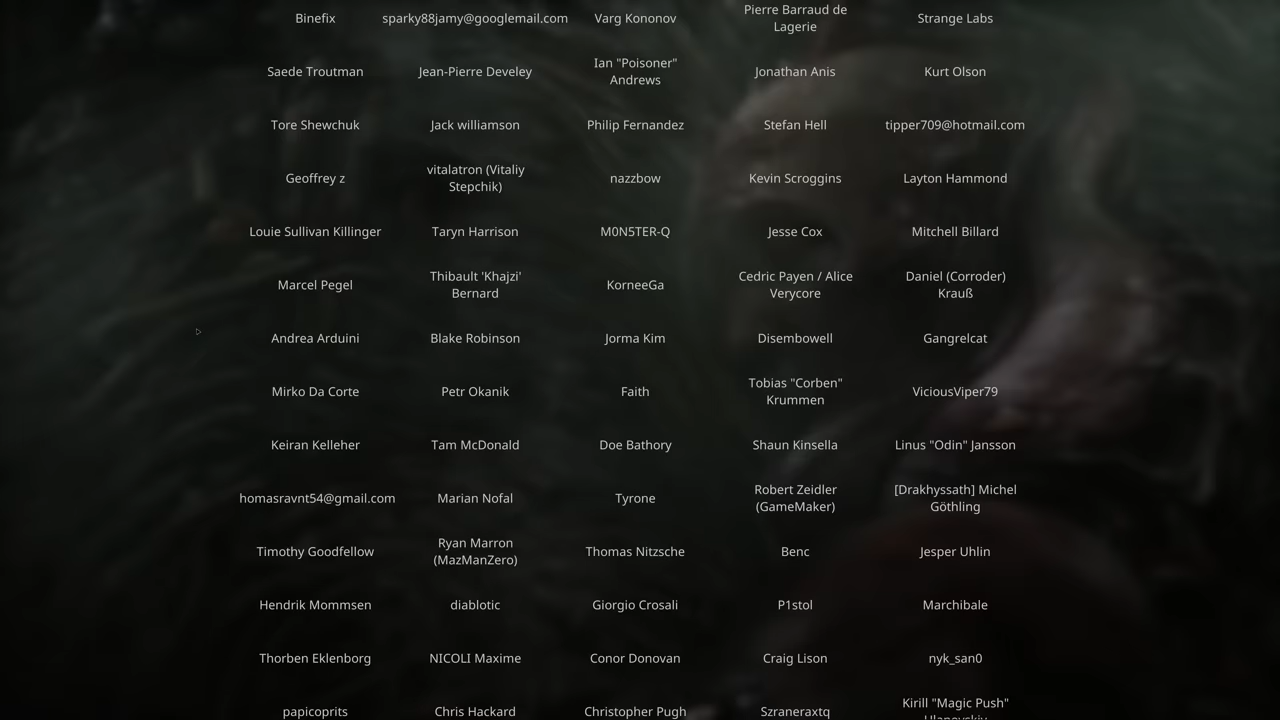 Binefix
sparky88jamy@googlemail.com
Varg Kononov
Pierre Barraud de
Lagerie
Strange Labs
Saede Troutman
Jean-Pierre Develey
Ian "Poisoner"
Andrews
Jonathan Anis
Kurt Olson
Tore Shewchuk
Jack williamson
Philip Fernandez
Stefan Hell
tipper709@hotmail.com
Geoffrey z
vitalatron (Vitaliy
Stepchik)
nazzbow
Kevin Scroggins
Layton Hammond
Louie Sullivan Killinger
Taryn Harrison
M0N5TER-Q
Jesse Cox
Mitchell Billard
Marcel Pegel
Thibault 'Khajzi'
Bernard
KorneeGa
Cedric Payen / Alice
Verycore
Daniel (Corroder)
Krauß
Andrea Arduini
Blake Robinson
Jorma Kim
Disembowell
Gangrelcat
Mirko Da Corte
Petr Okanik
Faith
Tobias "Corben"
Krummen
ViciousViper79
Keiran Kelleher
Tam McDonald
Doe Bathory
Shaun Kinsella
Linus "Odin" Jansson
homasravnt54@gmail.com
Marian Nofal
Tyrone
Robert Zeidler
(GameMaker)
[Drakhyssath] Michel
Göthling
Timothy Goodfellow
Ryan Marron
(MazManZero)
Thomas Nitzsche
Benc
Jesper Uhlin
Hendrik Mommsen
diablotic
Giorgio Crosali
P1stol
Marchibale
Thorben Eklenborg
NICOLI Maxime
Conor Donovan
Craig Lison
nyk_san0
papicoprits
Chris Hackard
Christopher Pugh
Szraneraxtq
Kirill "Magic Push"